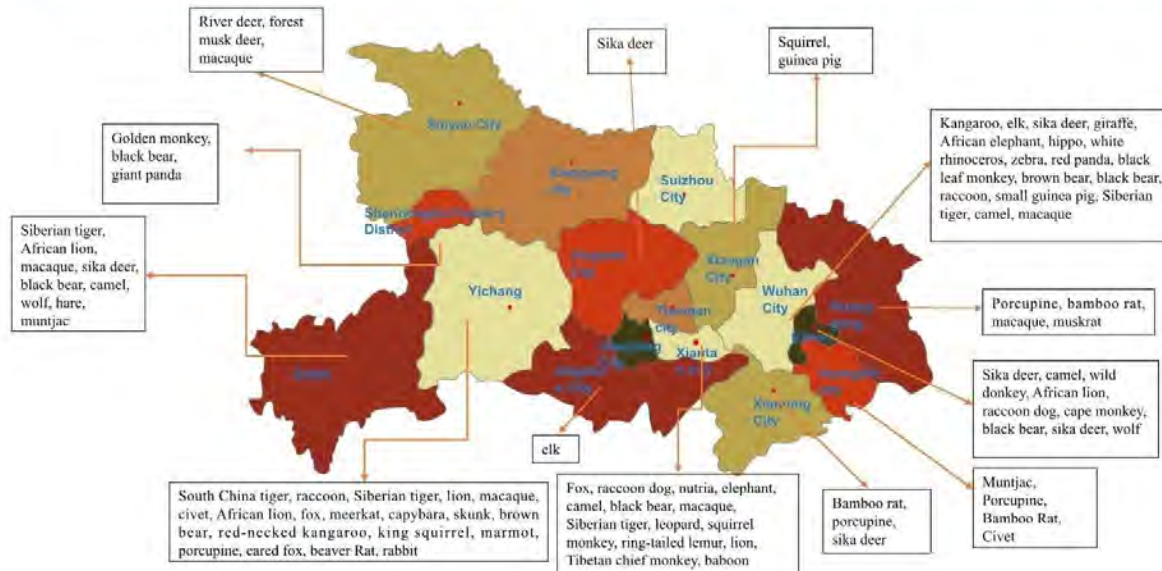 River deer, forest
musk deer,
macaque
Sika deer
Squirrel,
guinea pig
Golden monkey,
black bear,
giant panda
Kangaroo, elk, sika deer, giraffe,
African elephant, hippo, white
rhinoceros, zebra, red panda, black
leaf monkey, brown bear, black bear,
raccoon, small guinea pig, Siberian
tiger, camel, macaque
Siberian tiger,
African lion,
macaque, sika deer,
black bear, camel,
wolf, hare,
muntjac
City
Suizhou
City
District
Yichang
City
Wuhan
City
City
Xianta
City
Porcupine, bamboo rat,
macaque, muskrat
Sika deer, camel, wild
donkey, African lion,
raccoon dog, cape monkey,
black bear, sika deer, wolf
elk
South China tiger, raccoon, Siberian tiger, lion, macaque,
civet, African lion, fox, meerkat, capybara, skunk, brown
bear, red-necked kangaroo, king squirrel, marmot,
porcupine, eared fox, beaver Rat, rabbit
Fox, raccoon dog, nutria, elephant,
camel, black bear, macaque,
Siberian tiger, leopard, squirrel
monkey, ring-tailed lemur, lion,
Tibetan chief monkey, baboon
Bamboo rat,
porcupine,
sika deer
Muntjac,
Porcupine,
Bamboo Rat,
Civet